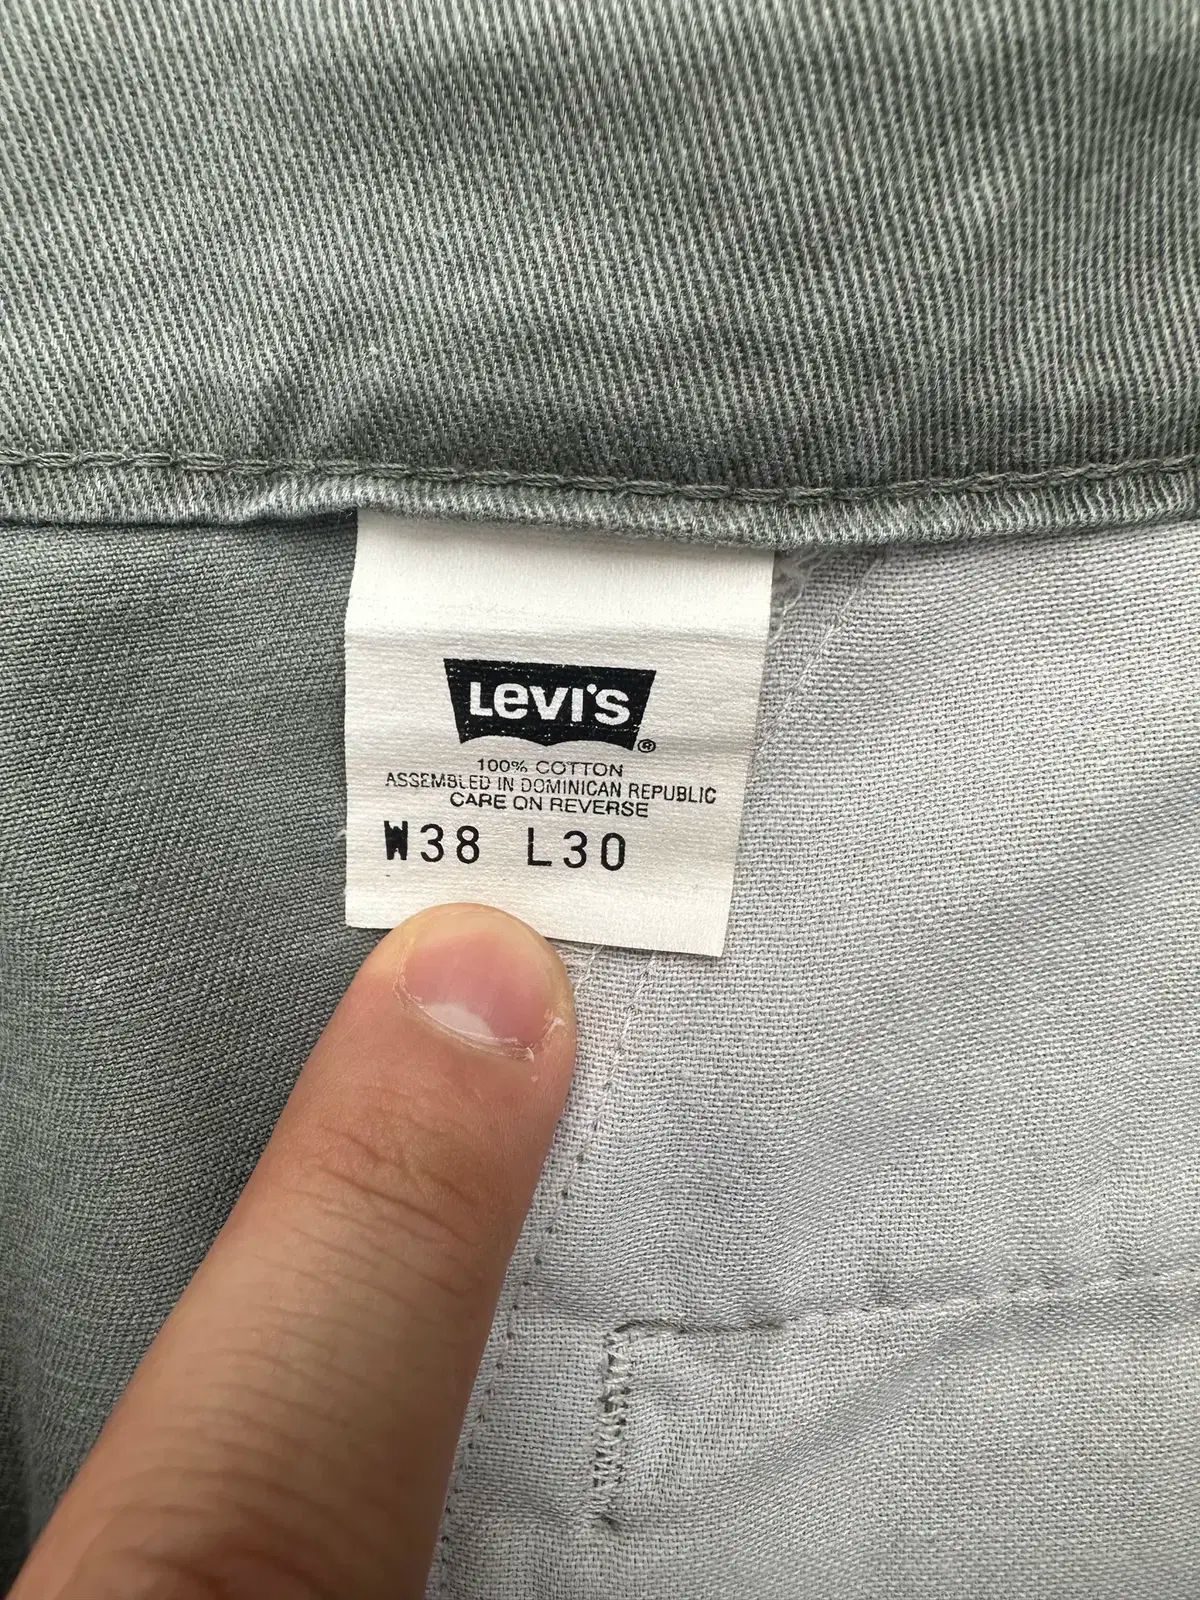 Levi's ®
100% COTTON
ASSEMBLED IN DOMINICAN REPUBLIC
CARE ON REVERSE
W38 L30